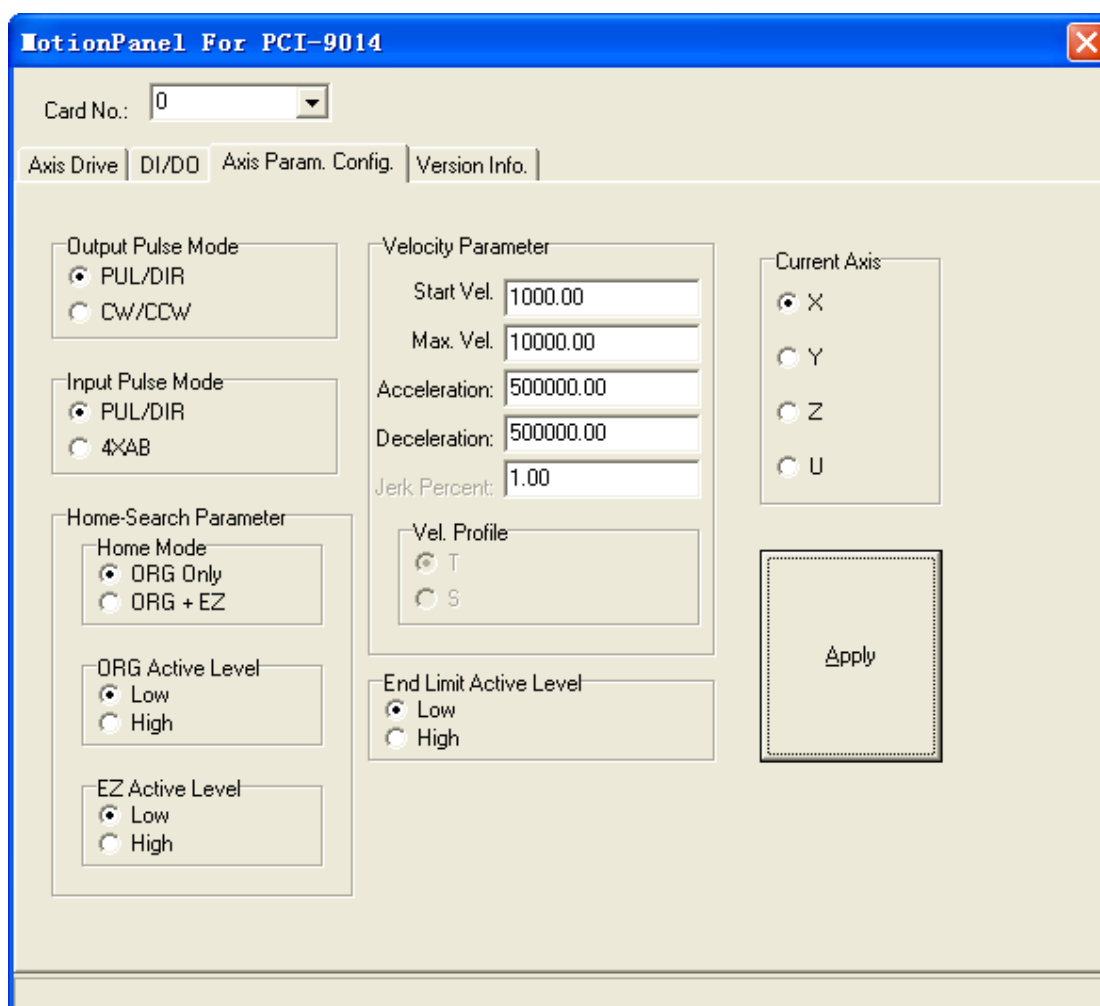 MotionPanel For PCI-9014
Card No.: 0
Axis Drive DI/DO Axis Param. Config. Version Info.
Output Pulse Mode
PUL/DIR
CW/CCW
Input Pulse Mode
PUL/DIR
4XAB
Home-Search Parameter
Home Mode
ORG Only
ORG + EZ
ORG Active Level
Low
High
EZ Active Level
Low
High
Velocity Parameter
Start Vel. 1000.00
Max. Vel. 10000.00
Acceleration: 500000.00
Deceleration: 500000.00
Jerk Percent: 1.00
Vel. Profile
T
S
End Limit Active Level
Low
High
Current Axis
X
Y
Z
U
Apply